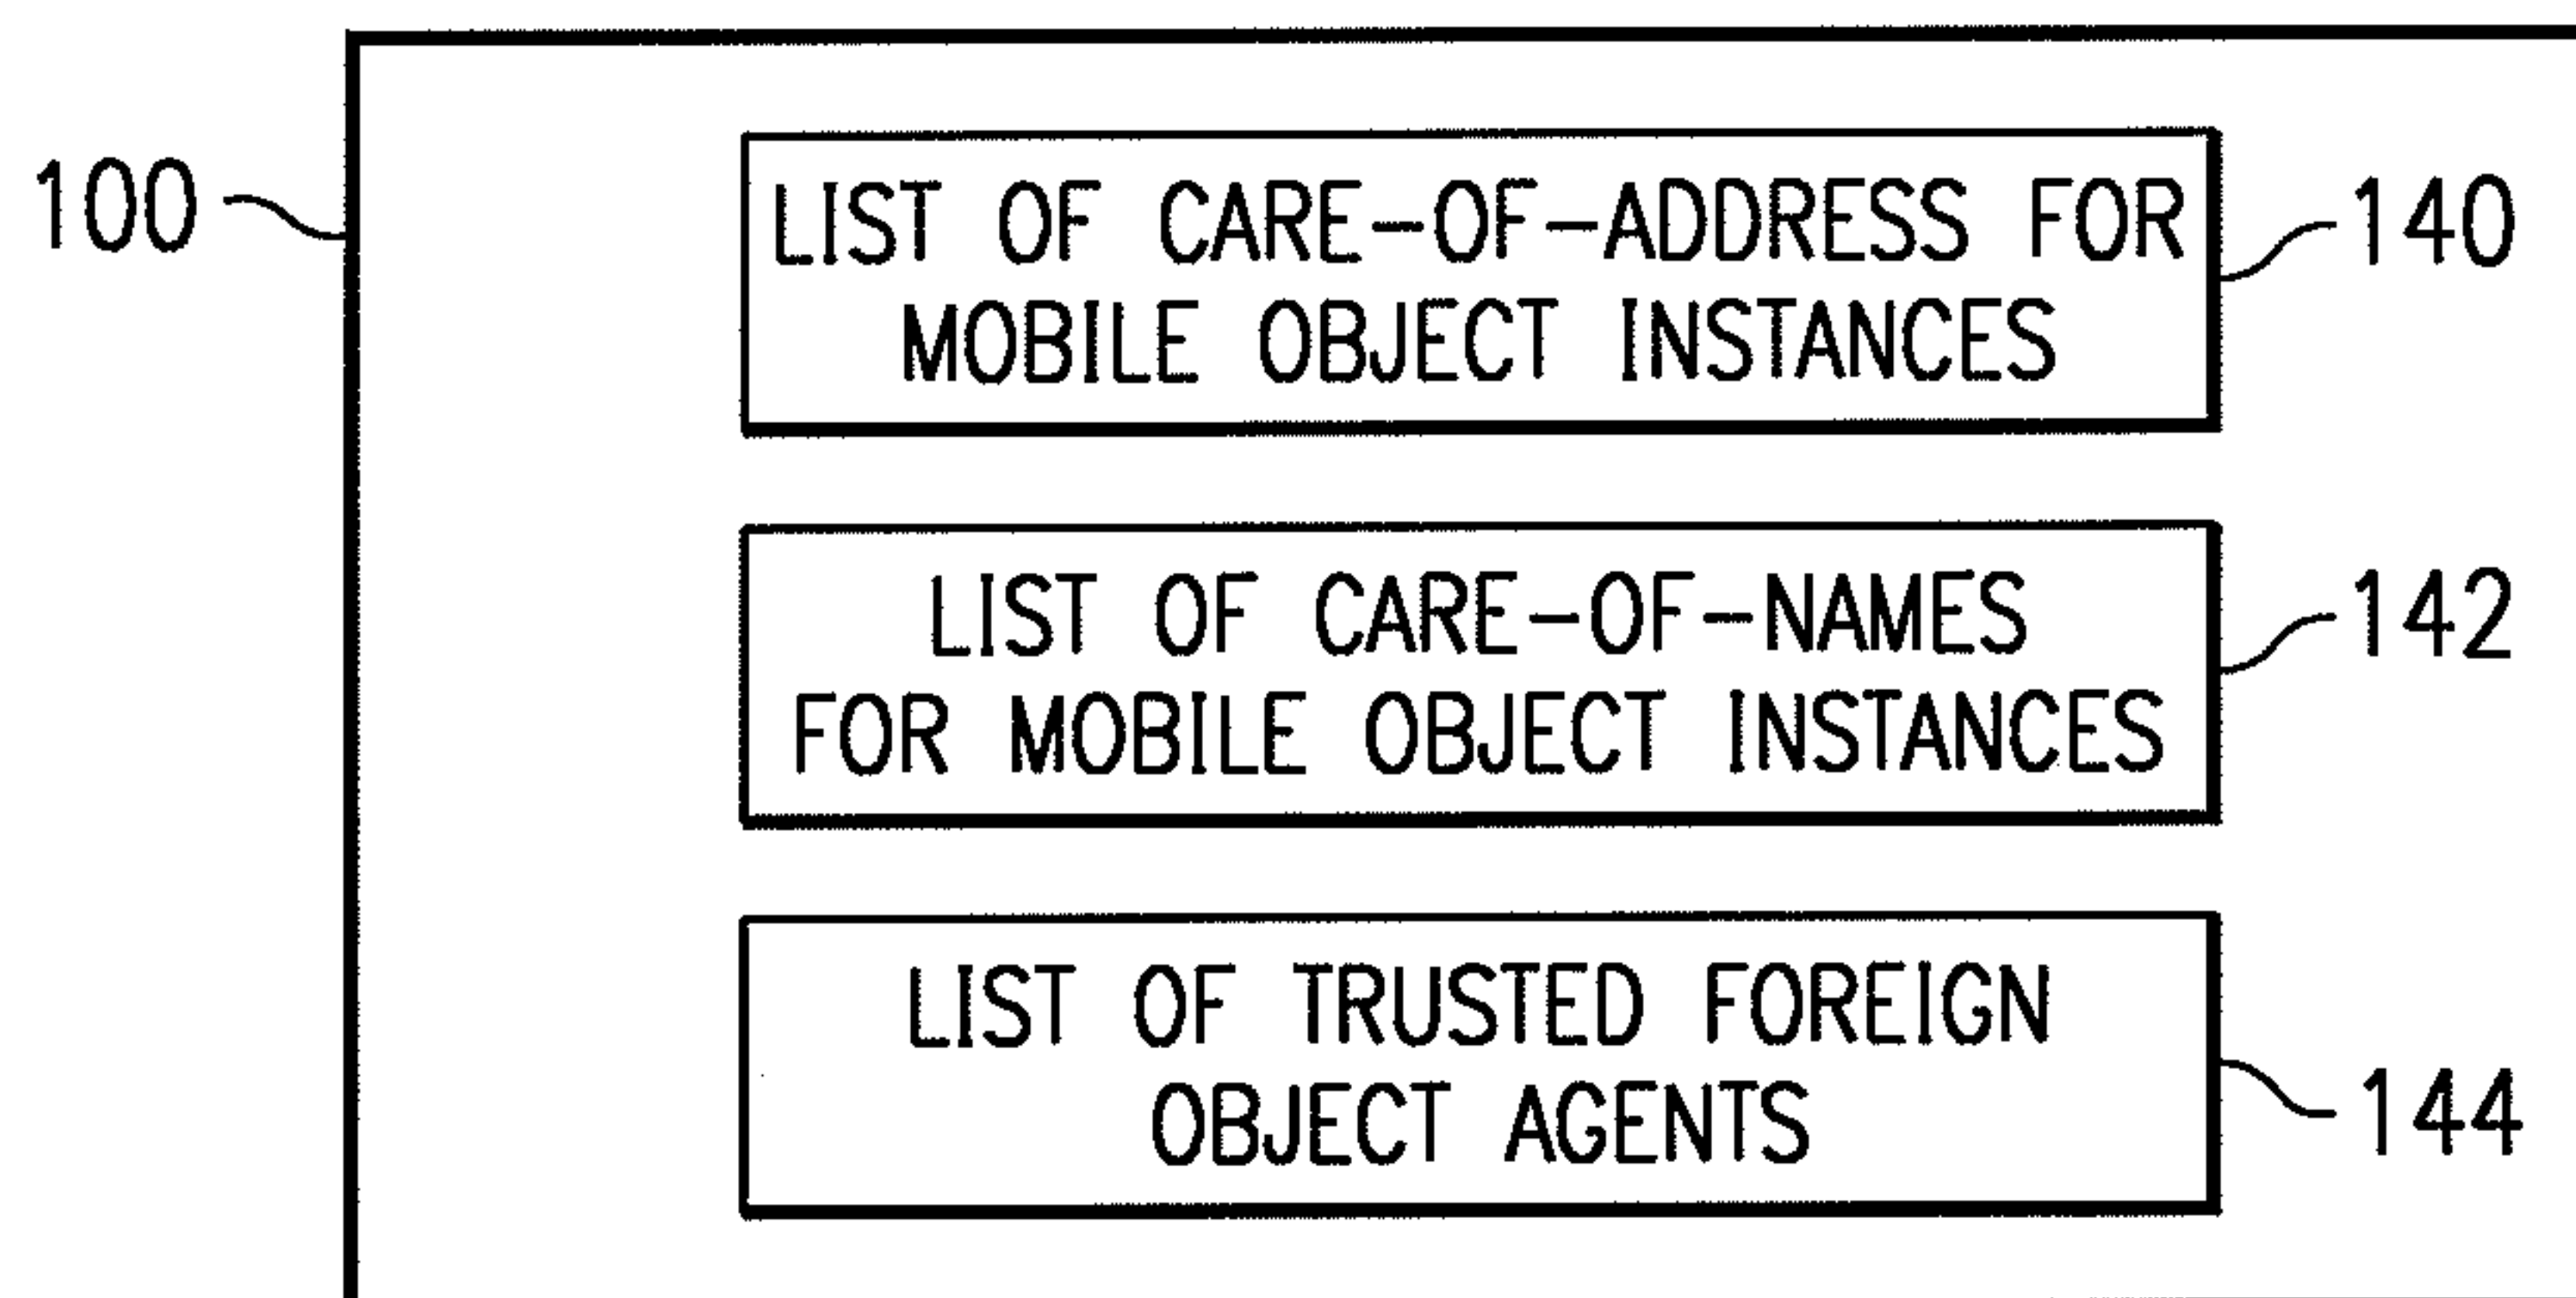 100
LIST OF CARE-OF-ADDRESS FOR
MOBILE OBJECT INSTANCES
140
LIST OF CARE-OF-NAMES
FOR MOBILE OBJECT INSTANCES
142
LIST OF TRUSTED FOREIGN
OBJECT AGENTS
144